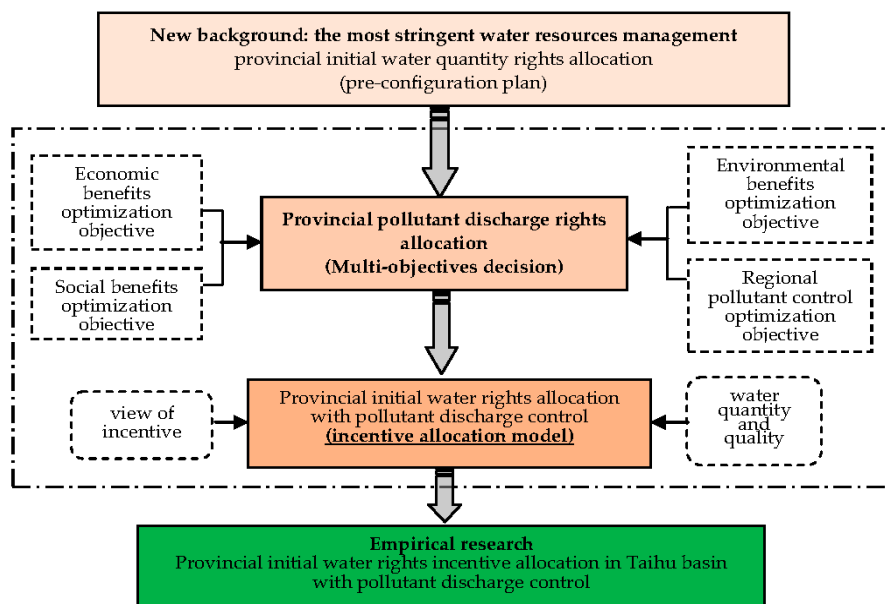 New background: the most stringent water resources management
provincial initial water quantity rights allocation
(pre-configuration plan)
Economic
benefits
optimization
objective
Environmental
benefits
optimization
objective
Provincial pollutant discharge rights
allocation
(Multi-objectives decision)
Social benefits
optimization
objective
Regional
pollutant control
optimization
objective
view of
incentive
Provincial initial water rights allocation
with pollutant discharge control
(incentive allocation model)
water
quantity
and
quality
Empirical research
Provincial initial water rights incentive allocation in Taihu basin
with pollutant discharge control